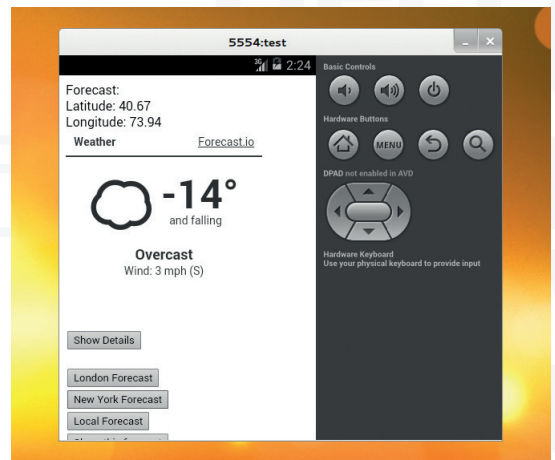 5554:test
3G 2:24
Forecast:
Latitude: 40.67
Longitude: 73.94
Weather Forecast.io
-14°
and falling
Overcast
Wind: 3 mph (S)
Show Details
London Forecast
New York Forecast
Local Forecast
Basic Controls
Hardware Buttons
MENU
DPAD not enabled in AVD
Hardware Keyboard
Use your physical keyboard to provide input